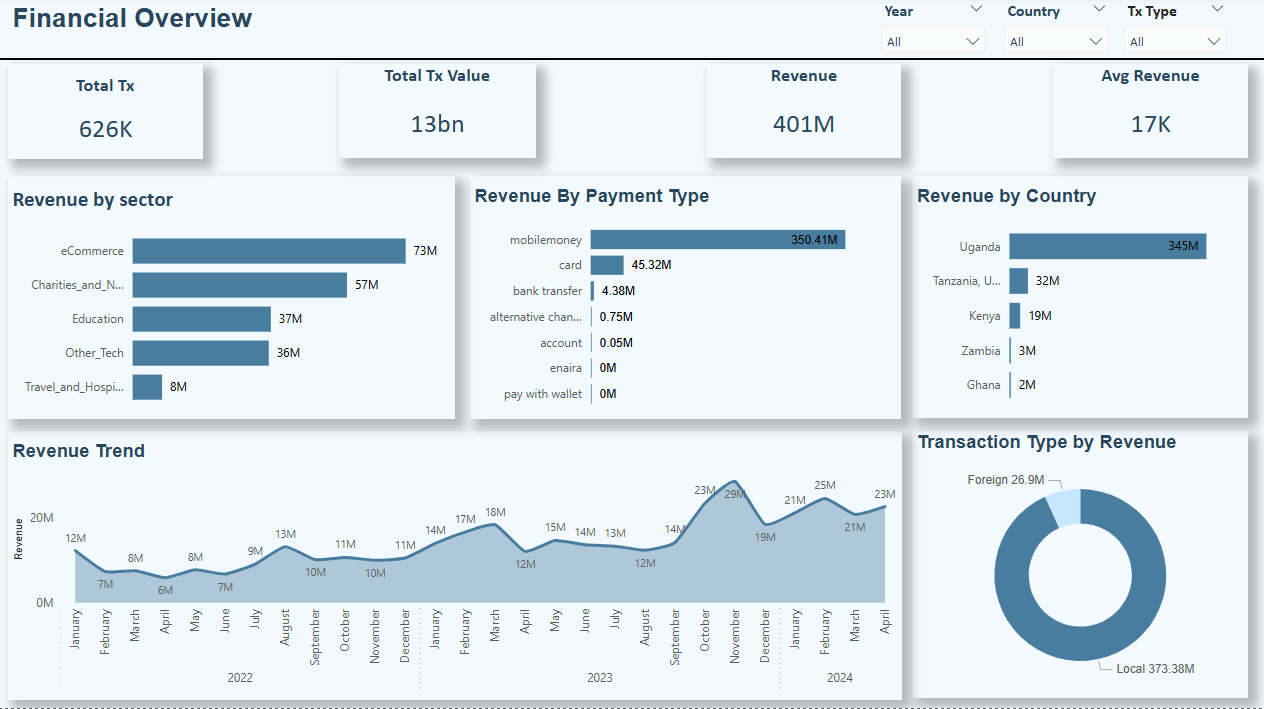 Financial Overview
Year
Country
Tx Type
All
All
All
Total Tx
626K
Total Tx Value
13bn
Revenue
401M
Avg Revenue
17K
Revenue by sector
eCommerce 73M
Charities_and_N... 57M
Education 37M
Other_Tech 36M
Travel_and_Hospi... 8M
Revenue By Payment Type
mobilemoney 350.41M
card 45.32M
bank transfer 4.38M
alternative chan... 0.75M
account 0.05M
enaira 0M
pay with wallet 0M
Revenue by Country
Uganda 345M
Tanzania, U... 32M
Kenya 19M
Zambia 3M
Ghana 2M
Revenue Trend
Revenue
20M
0M
12M 7M 8M 6M 8M 7M 9M 13M 10M 11M 10M 11M 14M 17M 18M 12M 15M 14M 13M 12M 14M 23M 29M 19M 21M 25M 21M 23M
January February March April May June July August September October November December January February March April May June July August September October November December January February March April
2022 2023 2024
Transaction Type by Revenue
Foreign 26.9M
Local 373.38M